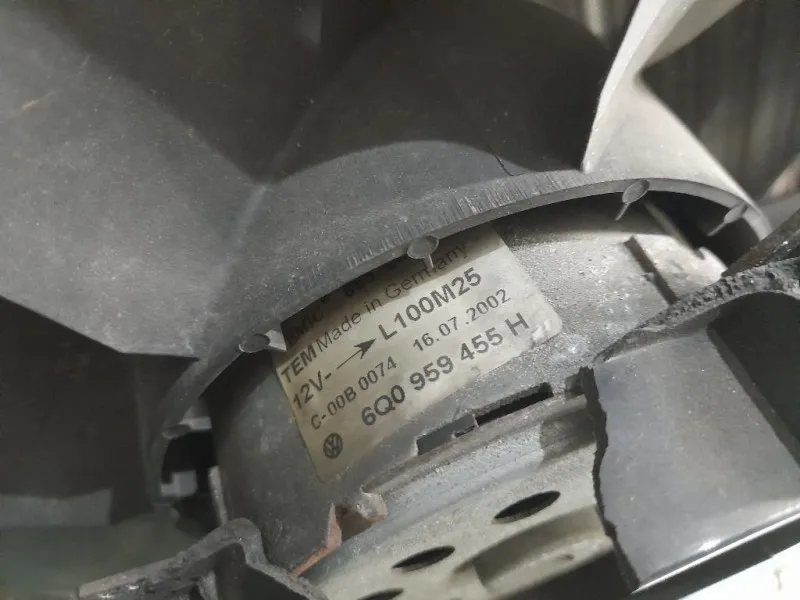 TEM Made in Germany
12V- L100M25
C-00B 0074 16.07.2002
6Q0 959 455 H